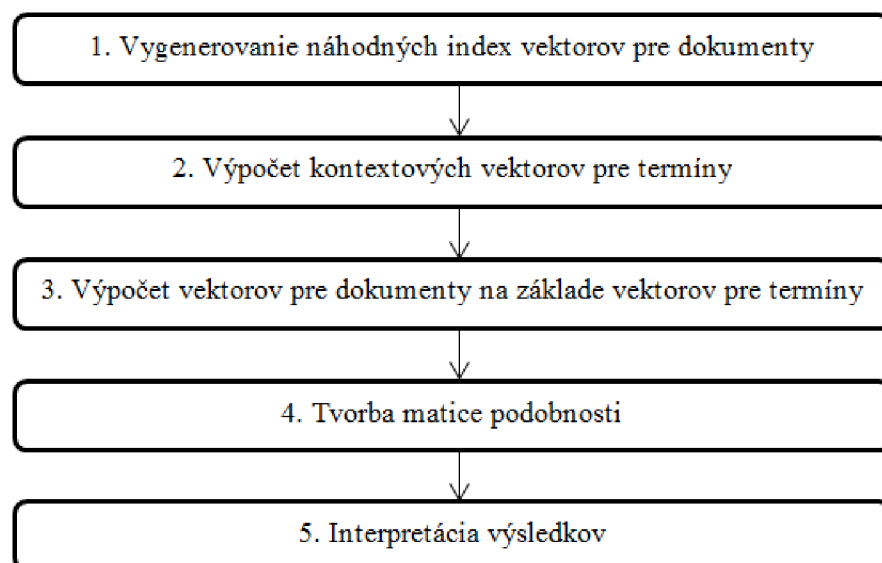 1. Vygenerovanie náhodných index vektorov pre dokumenty
2. Výpočet kontextových vektorov pre termíny
3. Výpočet vektorov pre dokumenty na základe vektorov pre termíny
4. Tvorba matice podobnosti
5. Interpretácia výsledkov